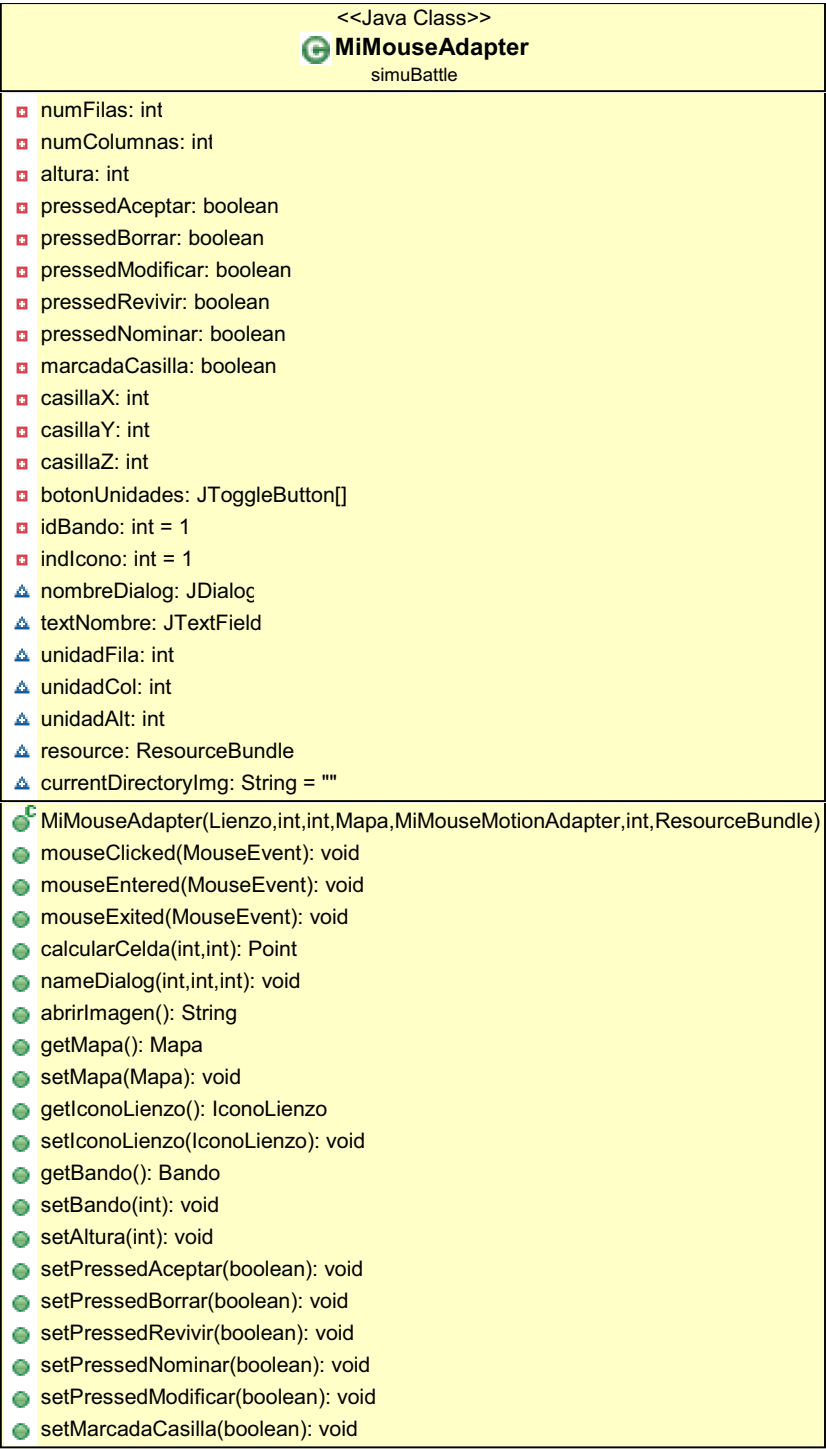 <<Java Class>>
MiMouseAdapter
simuBattle
numFilas: int
numColumnas: int
altura: int
pressedAceptar: boolean
pressedBorrar: boolean
pressedModificar: boolean
pressedRevivir: boolean
pressedNominar: boolean
marcadaCasilla: boolean
casillaX: int
casillaY: int
casillaZ: int
botonUnidades: JToggleButton[]
idBando: int = 1
indIcono: int = 1
nombreDialog: JDialog
textNombre: JTextField
unidadFila: int
unidadCol: int
unidadAlt: int
resource: ResourceBundle
currentDirectoryImg: String = ""
MiMouseAdapter(Lienzo,int,int,Mapa,MiMouseMotionAdapter,int,ResourceBundle)
mouseClicked(MouseEvent): void
mouseEntered(MouseEvent): void
mouseExited(MouseEvent): void
calcularCelda(int,int): Point
nameDialog(int,int,int): void
abrirImagen(): String
getMapa(): Mapa
setMapa(Mapa): void
getIconoLienzo(): IconoLienzo
setIconoLienzo(IconoLienzo): void
getBando(): Bando
setBando(int): void
setAltura(int): void
setPressedAceptar(boolean): void
setPressedBorrar(boolean): void
setPressedRevivir(boolean): void
setPressedNominar(boolean): void
setPressedModificar(boolean): void
setMarcadaCasilla(boolean): void